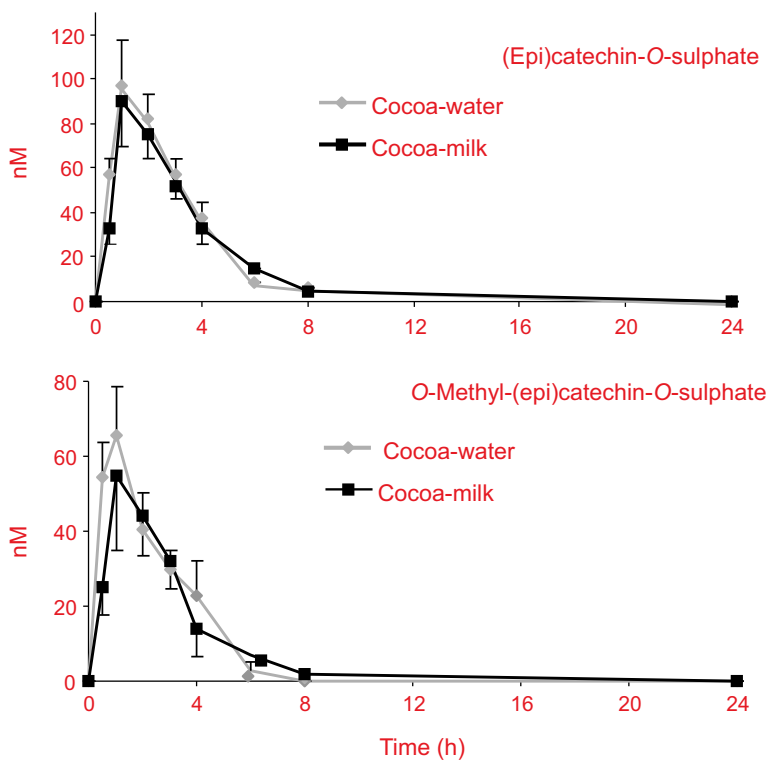 (Epi)catechin-O-sulphate
Cocoa-water
Cocoa-milk
nM
120
100
80
60
40
20
0
0 4 8 12 16 20 24
O-Methyl-(epi)catechin-O-sulphate
Cocoa-water
Cocoa-milk
nM
80
60
40
20
0
0 4 8 12 16 20 24
Time (h)